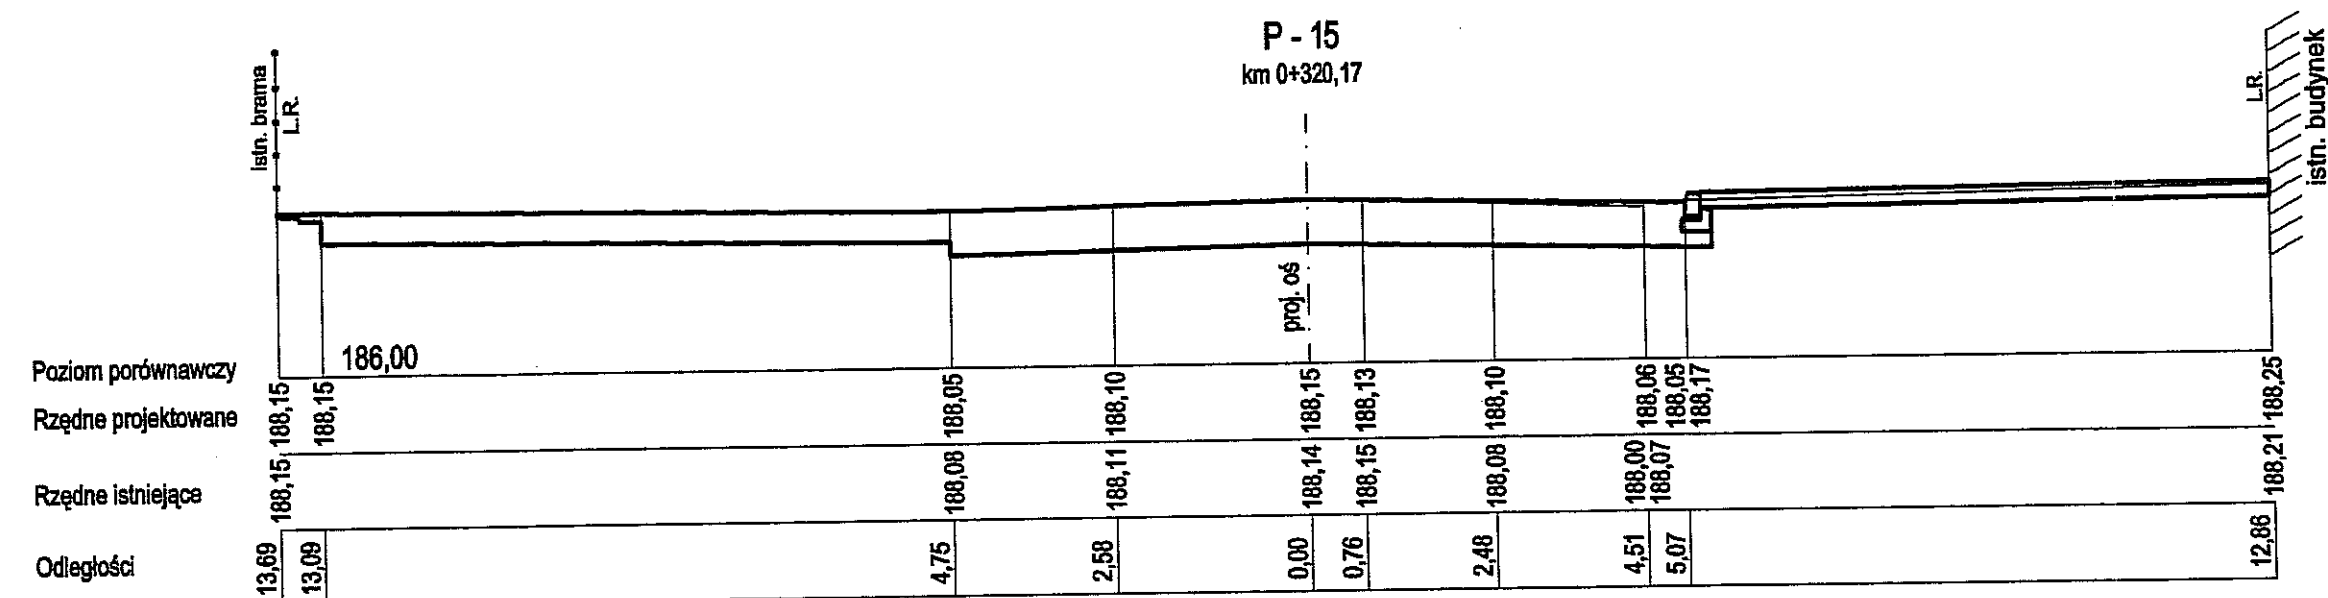 P - 15
km 0+320,17
istn. brama
L.R.
L.R.
istn. budynek
proj. oś
Poziom porównawczy
186,00
Rzędne projektowane
188,15 188,15 188,05 188,10 188,15 188,13 188,10 188,06 188,05 188,17 188,25
Rzędne istniejące
188,15 188,08 188,11 188,14 188,15 188,08 188,00 188,07 188,21
Odległości
13,69 13,09 4,75 2,58 0,00 0,76 2,48 4,51 5,07 12,86